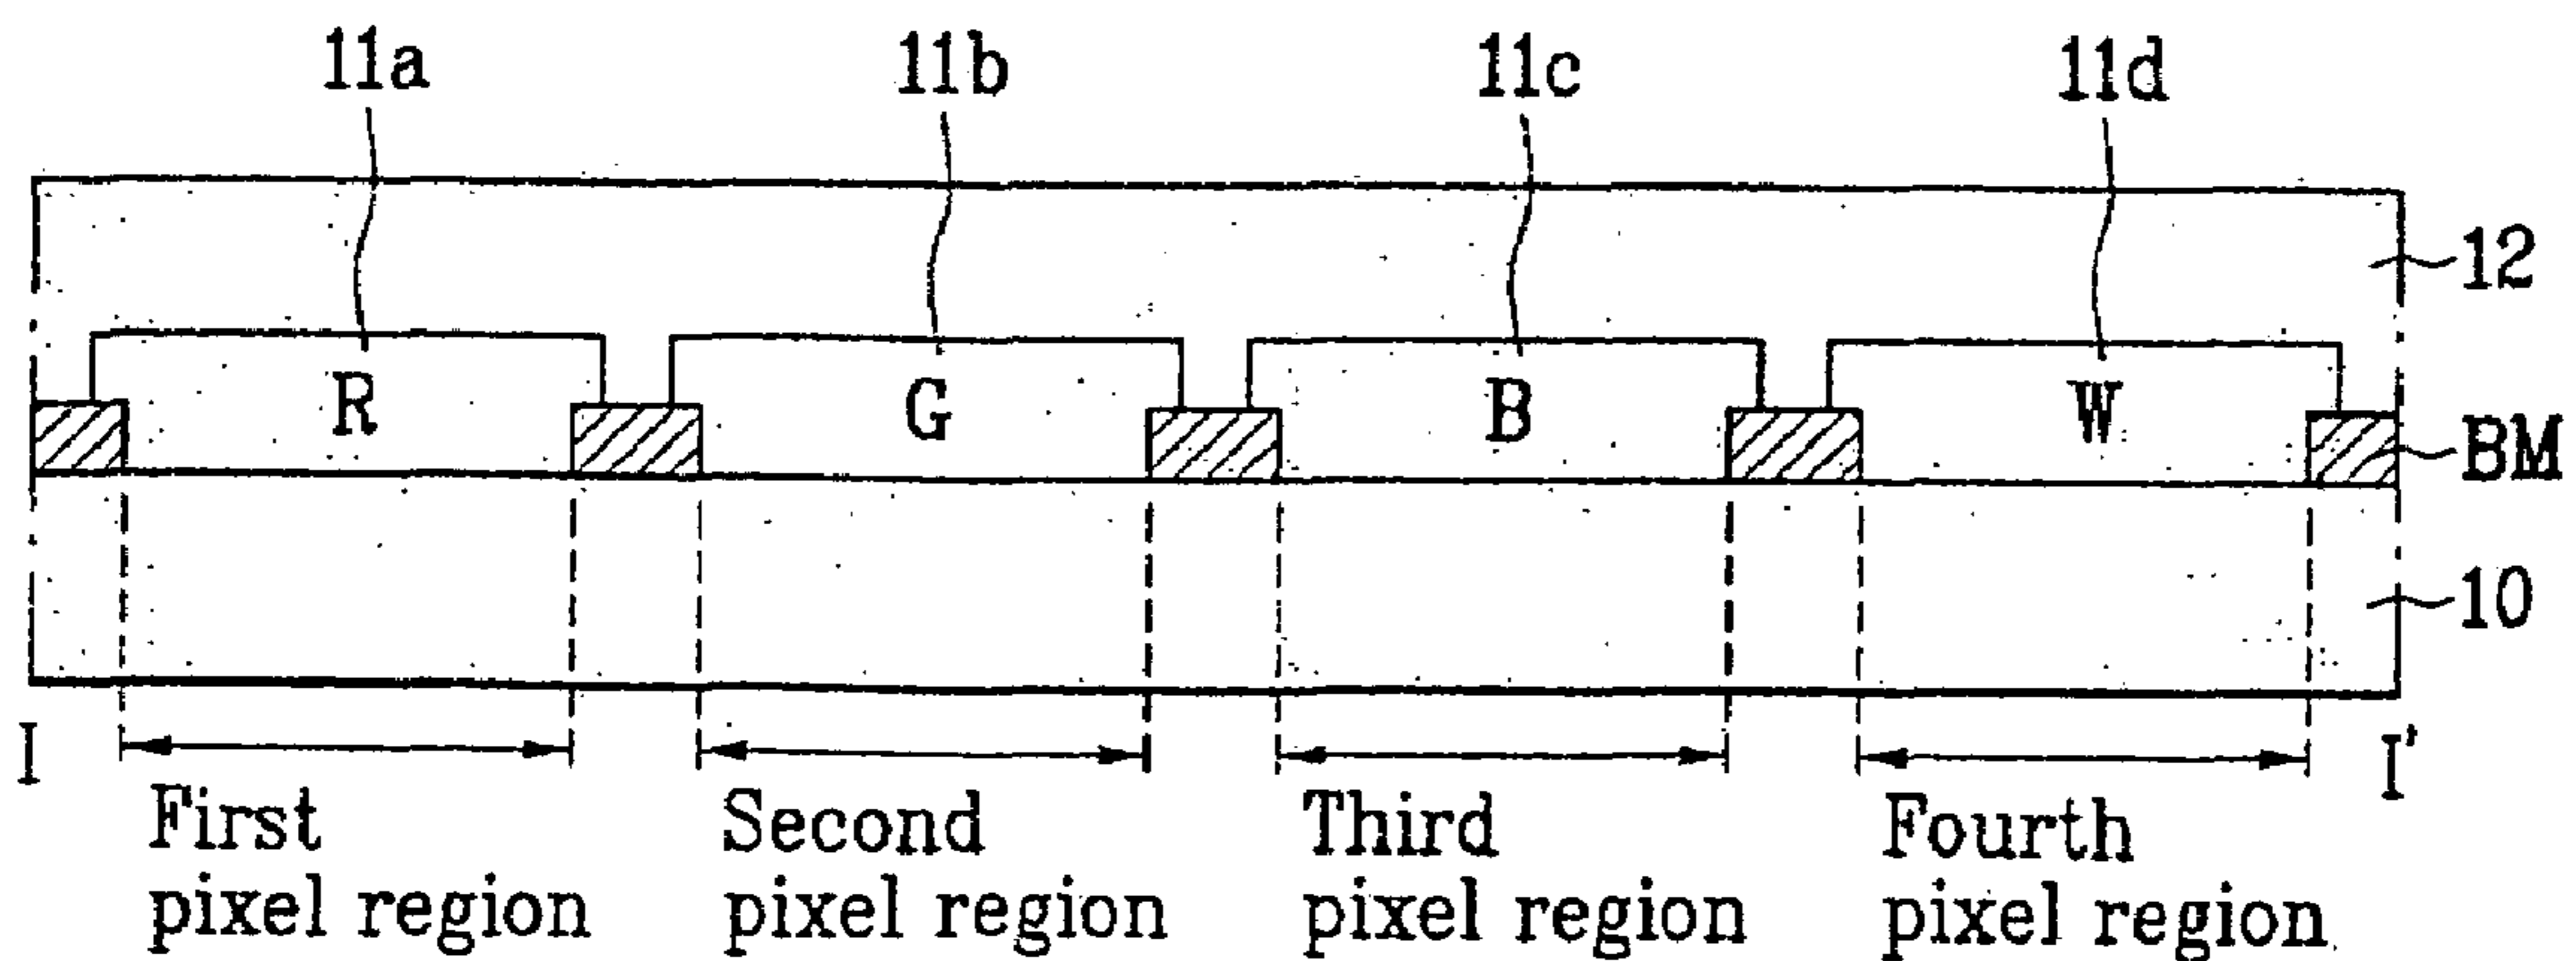 11a 11b 11c 11d
12
R G B W
BM
10
I I'
First Second Third Fourth
pixel region pixel region pixel region pixel region